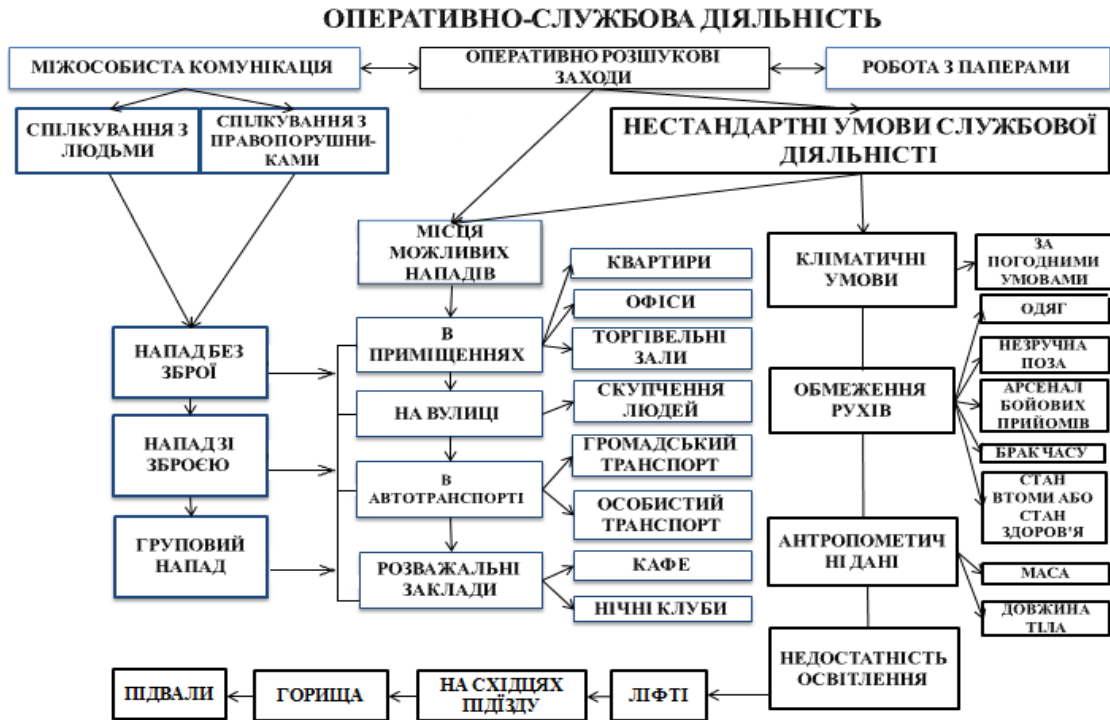 ОПЕРАТИВНО-СЛУЖБОВА ДІЯЛЬНІСТЬ
МІЖОСОБИСТА КОМУНІКАЦІЯ
ОПЕРАТИВНО РОЗШУКОВІ
ЗАХОДИ
РОБОТА З ПАПЕРАМИ
СПІЛКУВАННЯ З
ЛЮДЬМИ
СПІЛКУВАННЯ З
ПРАВОПОРУШНИ-
КАМИ
НЕСТАНДАРТНІ УМОВИ СЛУЖБОВОЇ
ДІЯЛЬНІСТІ
МІСЦЯ
МОЖЛИВИХ
НАПАДІВ
КЛІМАТИЧНІ
УМОВИ
ЗА
ПОГОДНИМИ
УМОВАМИ
КВАРТИРИ
ОФІСИ
ОДЯГ
НАПАД БЕЗ
ЗБРОЇ
В
ПРИМІЩЕННЯХ
ТОРГІВЕЛЬНІ
ЗАЛИ
НЕЗРУЧНА
ПОЗА
НА ВУЛИЦІ
СКУПЧЕННЯ
ЛЮДЕЙ
ОБМЕЖЕННЯ
РУХІВ
АРСЕНАЛ
БОЙОВИХ
ПРИЙОМІВ
НАПАД ЗІ
ЗБРОЄЮ
В
АВТОТРАНСПОРТІ
ГРОМАДСЬКИЙ
ТРАНСПОРТ
БРАК ЧАСУ
ОСОБИСТИЙ
ТРАНСПОРТ
СТАН
ВТОМИ АБО
СТАН
ЗДОРОВ'Я
ГРУПОВИЙ
НАПАД
РОЗВАЖАЛЬНІ
ЗАКЛАДИ
КАФЕ
НІЧНІ КЛУБИ
АНТРОПОМЕТИЧ
НІ ДАНІ
МАСА
ДОВЖИНА
ТІЛА
НЕДОСТАТНІСТЬ
ОСВІТЛЕННЯ
ПІДВАЛИ
ГОРИЩА
НА СХІДЦЯХ
ПІДЇЗДУ
ЛІФТІ